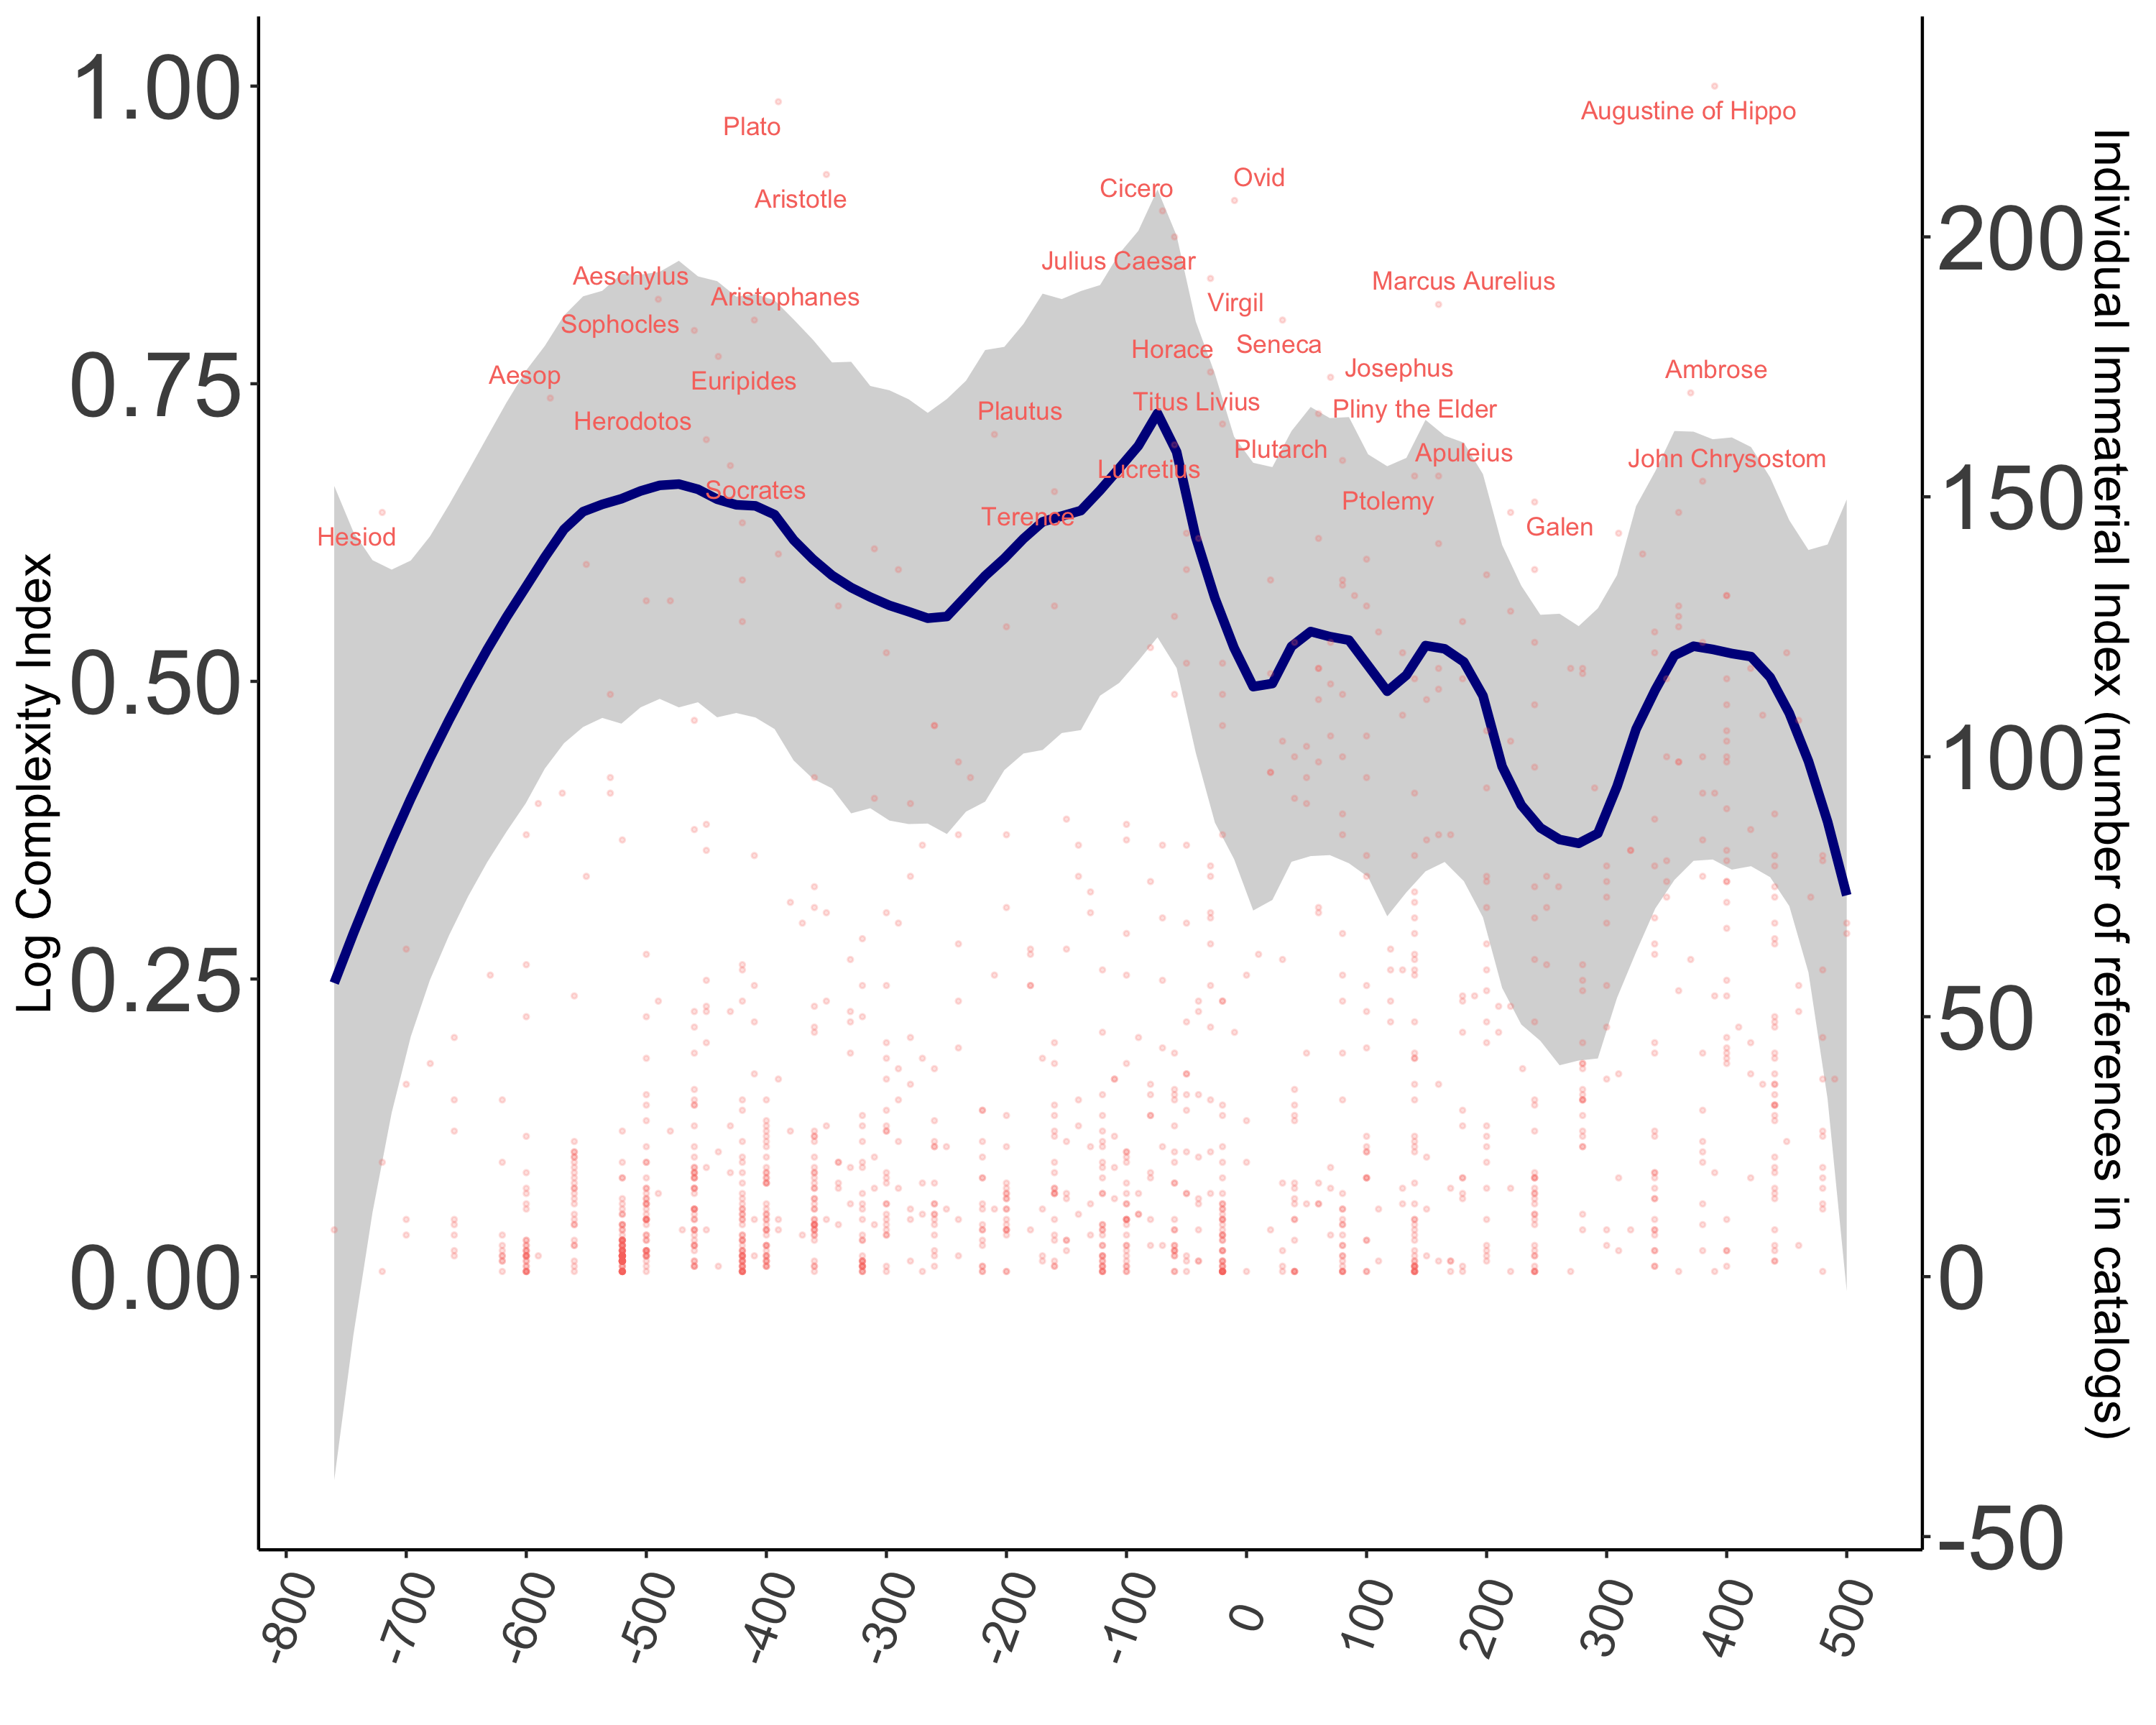 1.00
0.75
0.50
0.25
0.00
Log Complexity Index
Plato
Augustine of Hippo
Aristotle
Cicero
Ovid
Aeschylus
Julius Caesar
Marcus Aurelius
Aristophanes
Virgil
Sophocles
Horace
Seneca
Aesop
Euripides
Josephus
Ambrose
Herodotos
Plautus
Titus Livius
Pliny the Elder
Plutarch
Apuleius
John Chrysostom
Lucretius
Socrates
Terence
Ptolemy
Galen
Hesiod
200
150
100
50
0
-50
Individual Immaterial Index (number of references in cataloggs)
-800
-700
-600
-500
-400
-300
-200
-100
0
100
200
300
400
500